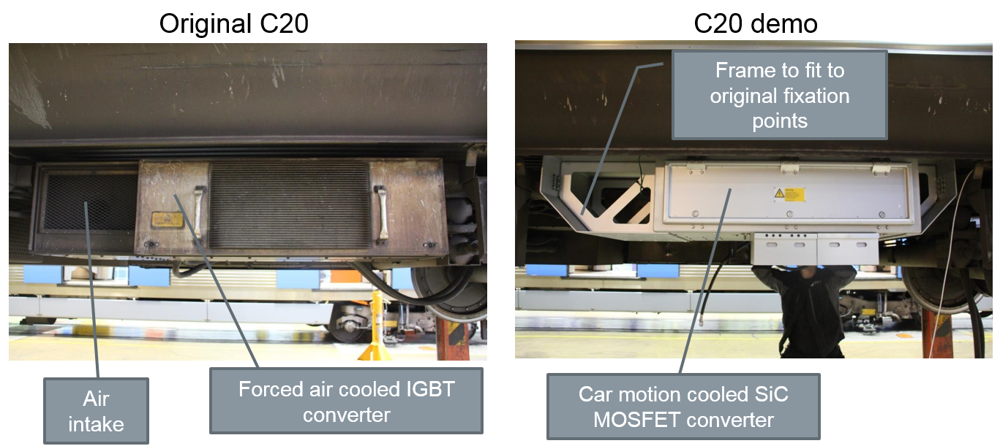 Original C20
C20 demo
Frame to fit to
original fixation
points
Air
intake
Forced air cooled IGBT
converter
Car motion cooled SiC
MOSFET converter